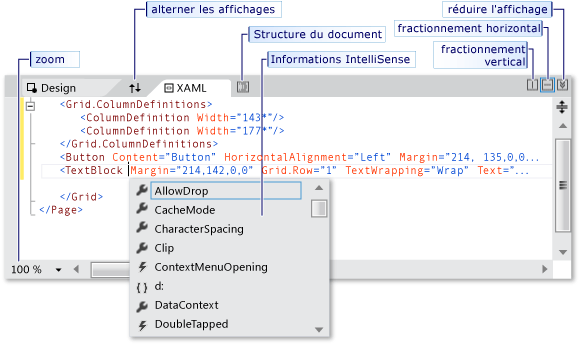 alterner les affichages
réduire l'affichage
fractionnement horizontal
Structure du document
fractionnement
vertical
zoom
Informations IntelliSense
Design
XAML
<Grid.ColumnDefinitions>
<ColumnDefinition Width="143*"/>
<ColumnDefinition Width="177*"/>
</Grid.ColumnDefinitions>
<Button Content="Button" HorizontalAlignment="Left" Margin="214, 135,0,0...
<TextBlock Margin="214,142,0,0" Grid.Row="1" TextWrapping="Wrap" Text="...
</Grid>
</Page>
AllowDrop
CacheMode
CharacterSpacing
Clip
ContextMenuOpening
{ } d:
DataContext
DoubleTapped
100 %